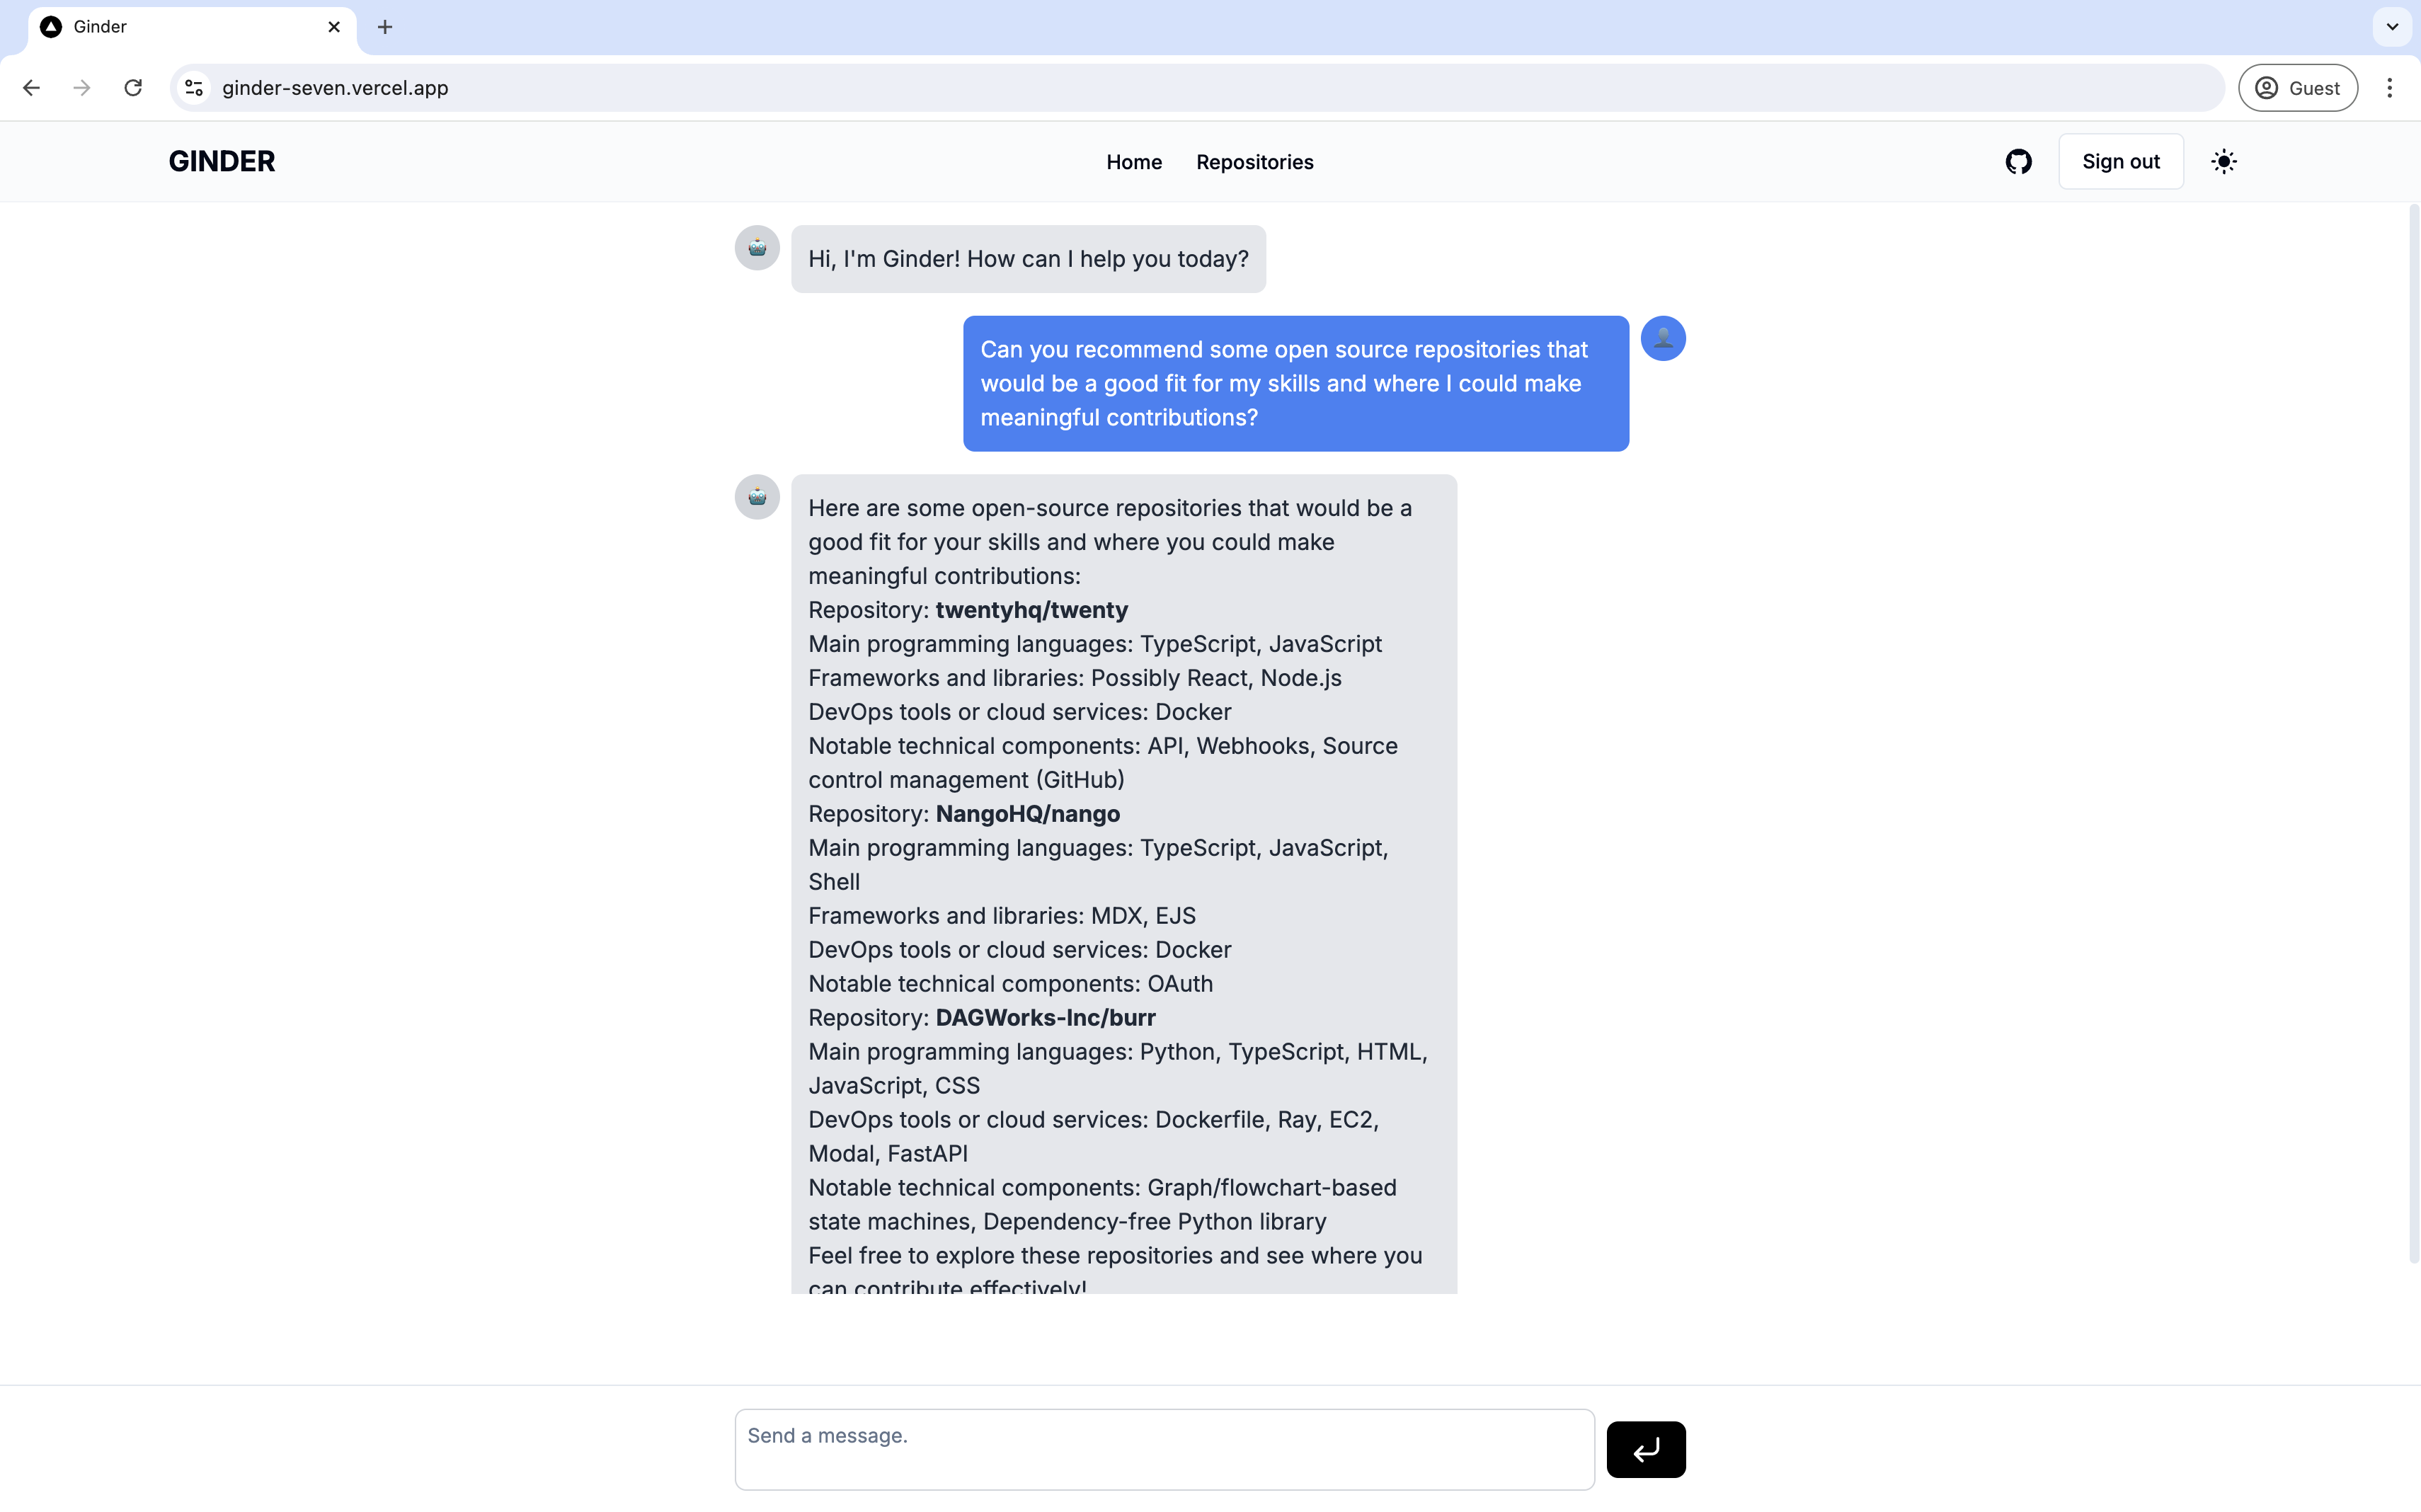 Ginder
ginder-seven.vercel.app
Guest
GINDER
Home
Repositories
Sign out
Hi, I'm Ginder! How can I help you today?
Can you recommend some open source repositories that
would be a good fit for my skills and where I could make
meaningful contributions?
Here are some open-source repositories that would be a
good fit for your skills and where you could make
meaningful contributions:
Repository: twentyhq/twenty
Main programming languages: TypeScript, JavaScript
Frameworks and libraries: Possibly React, Node.js
DevOps tools or cloud services: Docker
Notable technical components: API, Webhooks, Source
control management (GitHub)
Repository: NangoHQ/nango
Main programming languages: TypeScript, JavaScript,
Shell
Frameworks and libraries: MDX, EJS
DevOps tools or cloud services: Docker
Notable technical components: OAuth
Repository: DAGWorks-Inc/burr
Main programming languages: Python, TypeScript, HTML,
JavaScript, CSS
DevOps tools or cloud services: Dockerfile, Ray, EC2,
Modal, FastAPI
Notable technical components: Graph/flowchart-based
state machines, Dependency-free Python library
Feel free to explore these repositories and see where you
can contribute effectively!
Send a message.